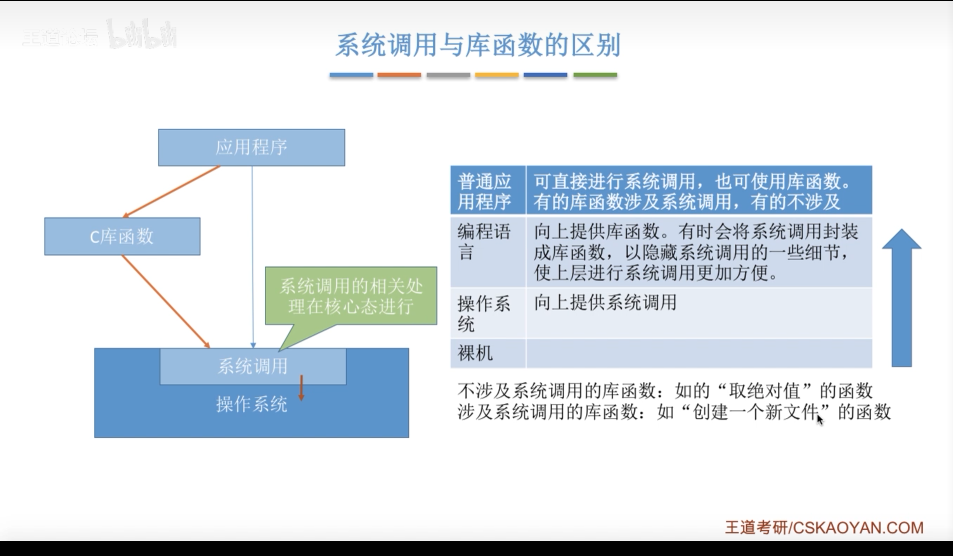 系统调用与库函数的区别
应用程序
C库函数
系统调用的相关处
理在核心态进行
系统调用
操作系统
普通应
用程序
可直接进行系统调用，也可使用库函数。
有的库函数涉及系统调用，有的不涉及
编程语
言
向上提供库函数。有时会将系统调用封装
成库函数，以隐藏系统调用的一些细节，
使上层进行系统调用更加方便。
操作系
统
向上提供系统调用
裸机
不涉及系统调用的库函数：如的“取绝对值”的函数
涉及系统调用的库函数：如“创建一个新文件”的函数
王道考研/CSKAOYAN.COM